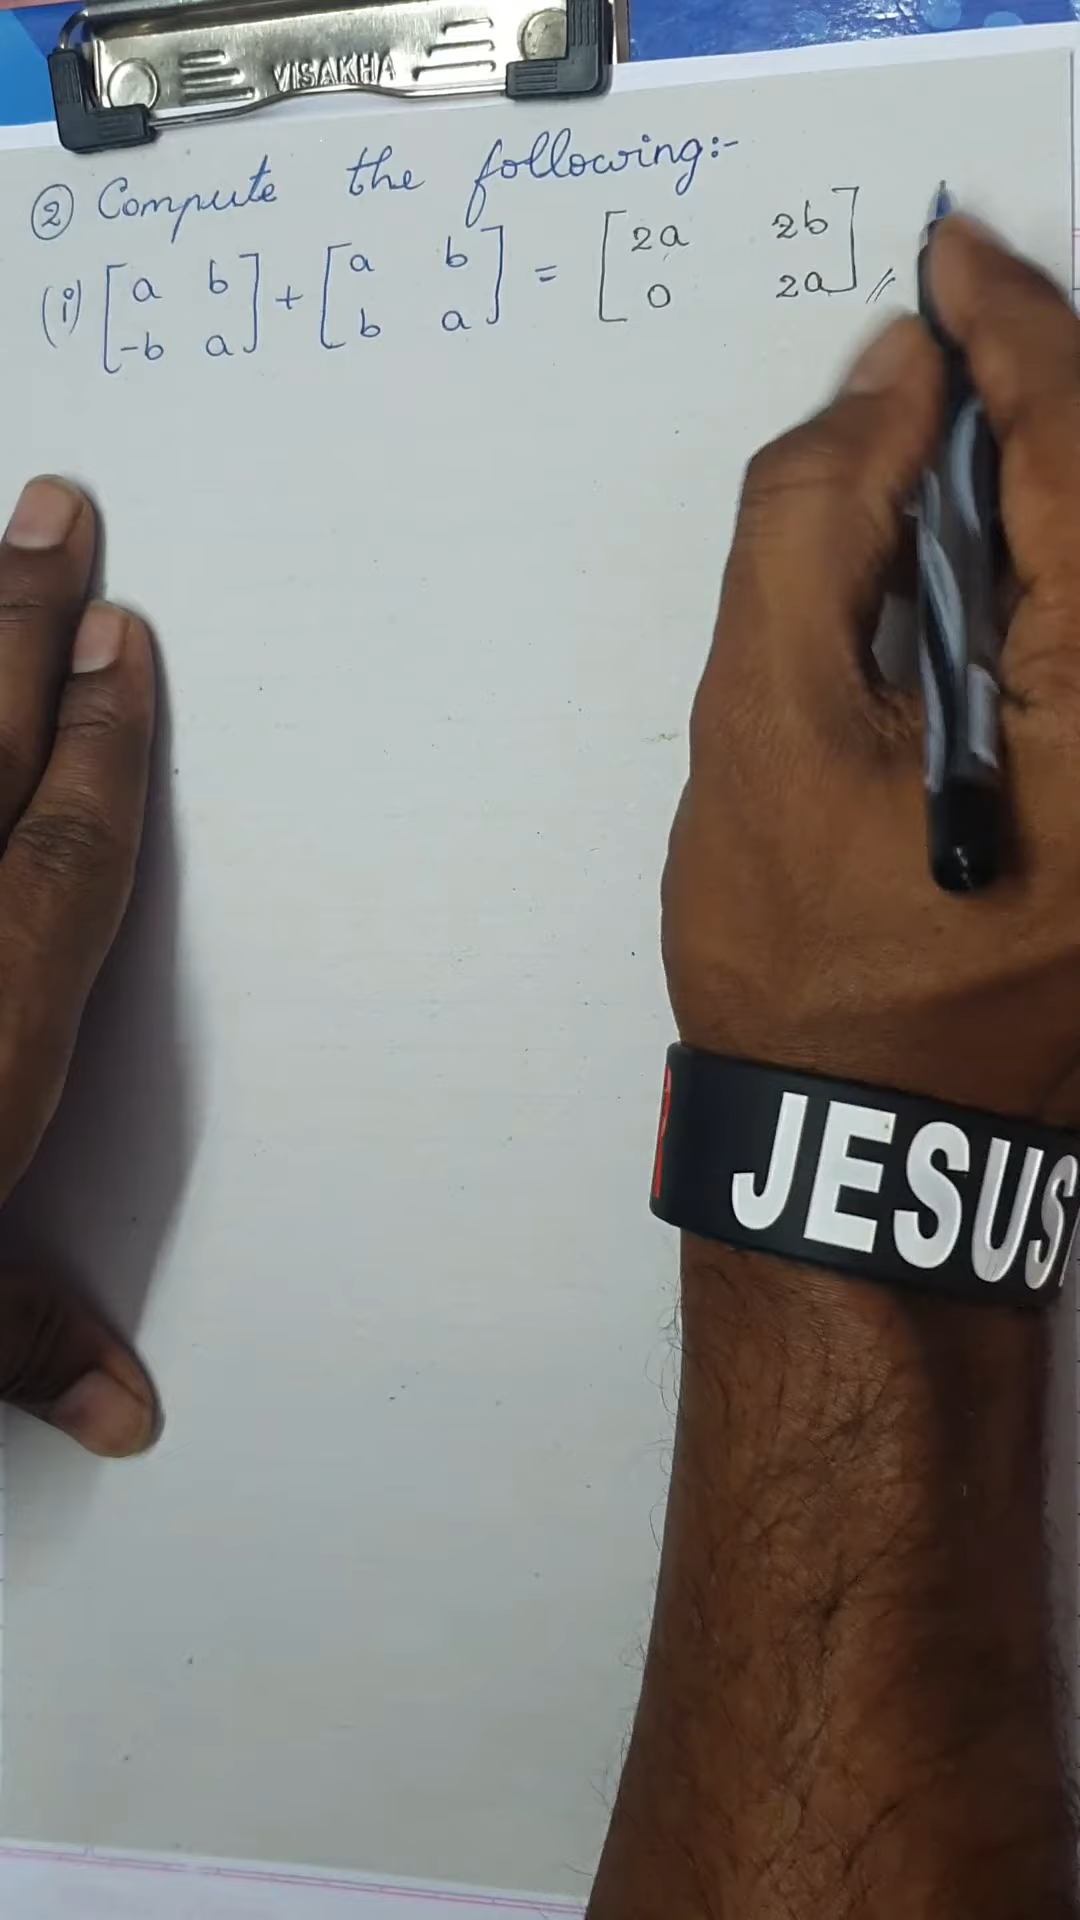 VISAKHA
② Compute the following:-
(i) [a b
-b a] + [a b
b a] = [2a 2b
0 2a] //
JESUS